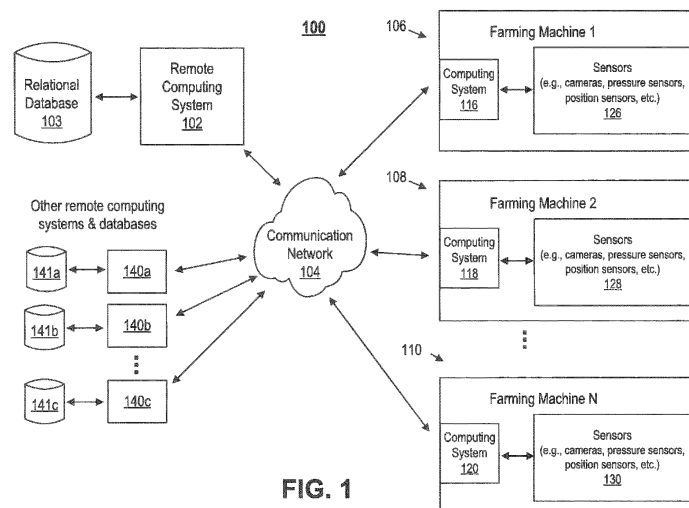 100
Relational
Database
103
Remote
Computing
System
102
Other remote computing
systems & databases
141a
140a
141b
140b
141c
140c
Communication
Network
104
106
Farming Machine 1
Computing
System
116
Sensors
(e.g., cameras, pressure sensors,
position sensors, etc.)
126
108
Farming Machine 2
Computing
System
118
Sensors
(e.g., cameras, pressure sensors,
position sensors, etc.)
128
110
Farming Machine N
Computing
System
120
Sensors
(e.g., cameras, pressure sensors,
position sensors, etc.)
130
FIG. 1